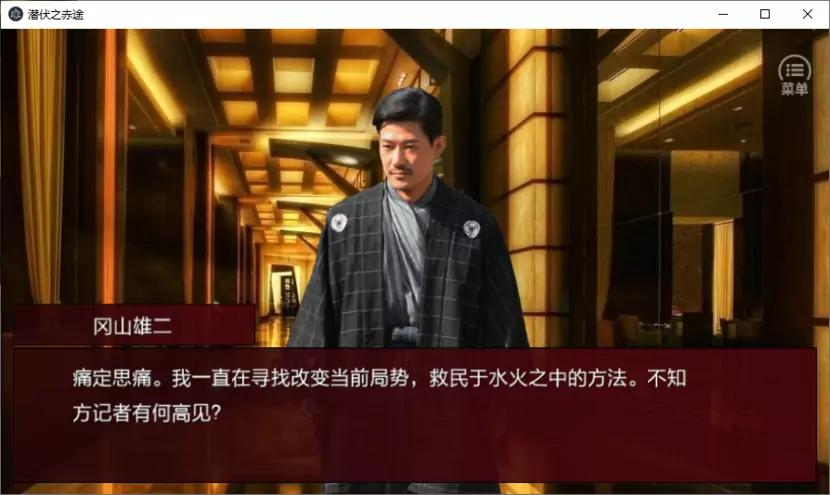 潜伏之赤途
菜单
冈山雄二
痛定思痛。我一直在寻找改变当前局势，救民于水火之中的方法。不知
方记者有何高见？